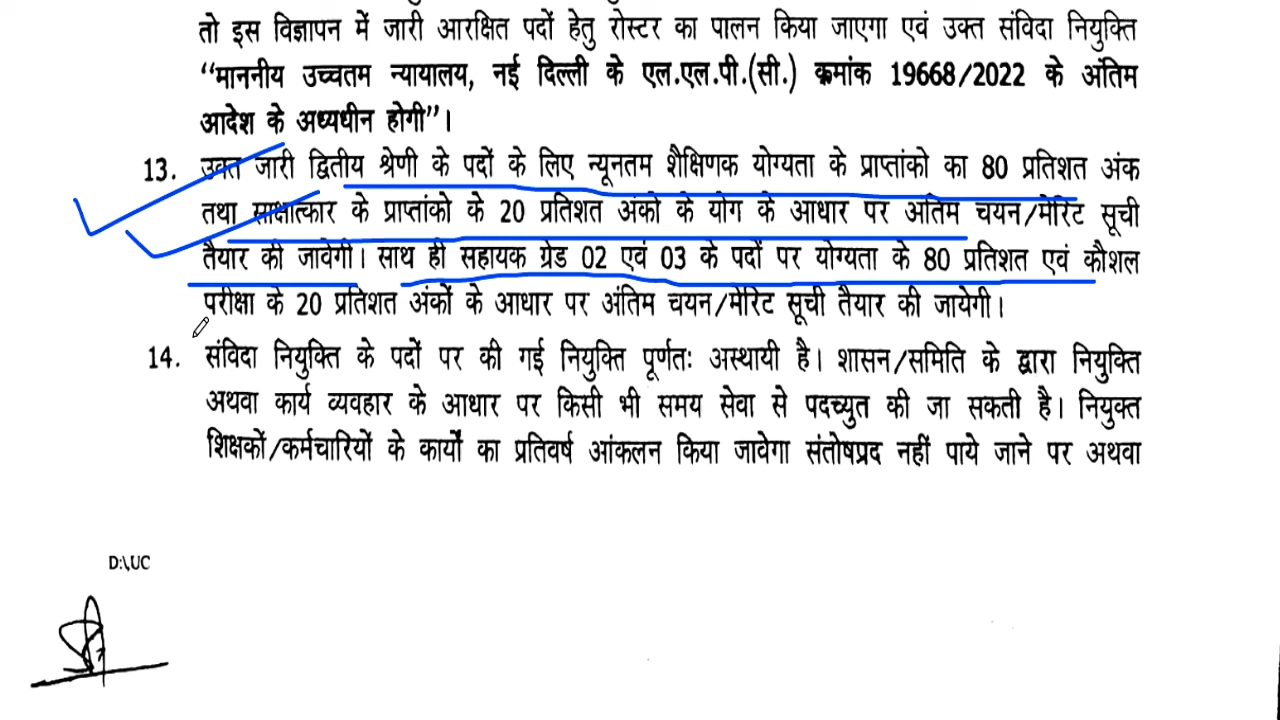 तो इस विज्ञापन में जारी आरक्षित पदों हेतु रोस्टर का पालन किया जाएगा एवं उक्त संविदा नियुक्ति
“माननीय उच्चतम न्यायालय, नई दिल्ली के एल.एल.पी.(सी.) क्रमांक 19668/2022 के अंतिम
आदेश के अध्यधीन होगी”।
13. उक्त जारी द्वितीय श्रेणी के पदों के लिए न्यूनतम शैक्षिणक योग्यता के प्राप्तांको का 80 प्रतिशत अंक
तथा साक्षात्कार के प्राप्तांको के 20 प्रतिशत अंको के योग के आधार पर अंतिम चयन/मेरिट सूची
तैयार की जावेगी। साथ ही सहायक ग्रेड 02 एवं 03 के पदों पर योग्यता के 80 प्रतिशत एवं कौशल
परीक्षा के 20 प्रतिशत अंकों के आधार पर अंतिम चयन/मेरिट सूची तैयार की जायेगी।
14. संविदा नियुक्ति के पदों पर की गई नियुक्ति पूर्णतः अस्थायी है। शासन/समिति के द्वारा नियुक्ति
अथवा कार्य व्यवहार के आधार पर किसी भी समय सेवा से पदच्युत की जा सकती है। नियुक्त
शिक्षकों/कर्मचारियों के कार्यों का प्रतिवर्ष आंकलन किया जावेगा संतोषप्रद नहीं पाये जाने पर अथवा
D:\UC